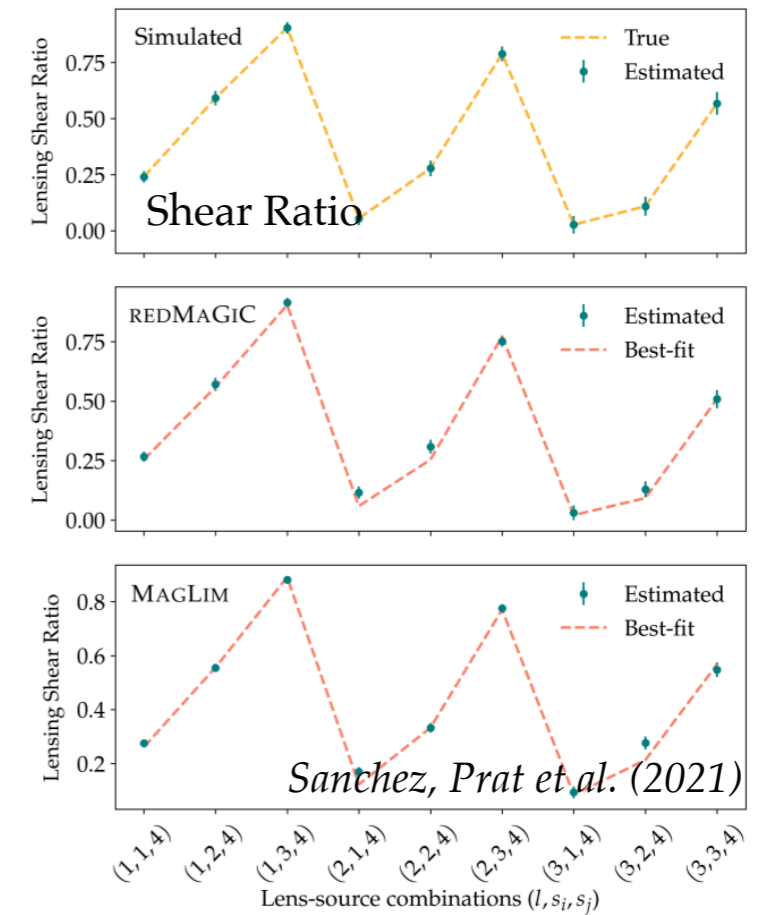 Simulated
True
Estimated
Lensing Shear Ratio
0.75
0.50
0.25
0.00
Shear Ratio
REDMAGIC
Estimated
Best-fit
Lensing Shear Ratio
0.75
0.50
0.25
0.00
MAGLIM
Estimated
Best-fit
Lensing Shear Ratio
0.8
0.6
0.4
0.2
Sanchez, Prat et al. (2021)
(1,1,4)
(1,2,4)
(1,3,4)
(2,1,4)
(2,2,4)
(2,3,4)
(3,1,4)
(3,2,4)
(3,3,4)
Lens-source combinations (l, s_i, s_j)